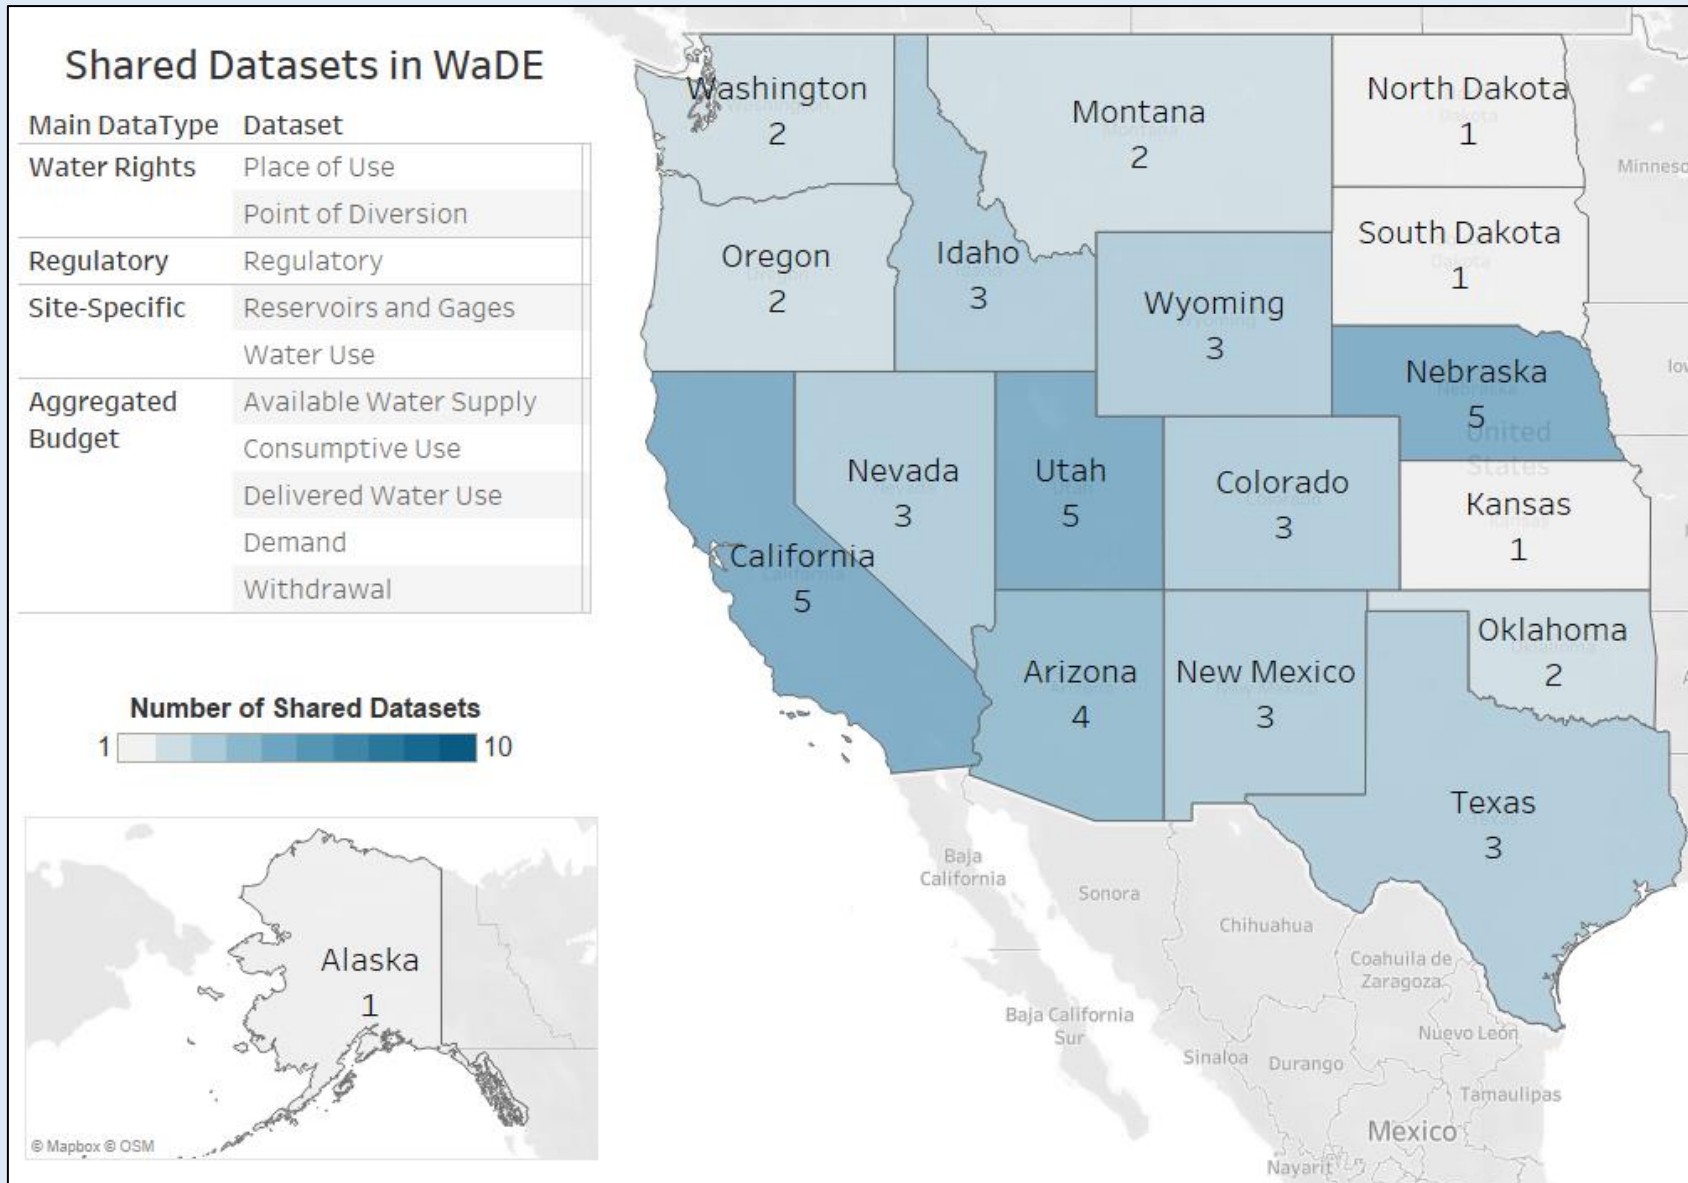 Shared Datasets in WaDE
Main DataType Dataset
Water Rights Place of Use
Point of Diversion
Regulatory Regulatory
Site-Specific Reservoirs and Gages
Water Use
Aggregated Available Water Supply
Budget Consumptive Use
Delivered Water Use
Demand
Withdrawal
Number of Shared Datasets
1 10
Alaska
1
© Mapbox © OSM
Washington
2
Montana
2
North Dakota
1
Oregon
2
Idaho
3
Wyoming
3
South Dakota
1
Nebraska
5
United
States
Nevada
3
Utah
5
Colorado
3
Kansas
1
California
5
Arizona
4
New Mexico
3
Oklahoma
2
Texas
3
Baja
California
Sonora
Chihuahua
Coahuila de
Zaragoza
Baja California
Sur
Nuevo León
Sinaloa
Durango
Tamaulipas
Mexico
Nayarit